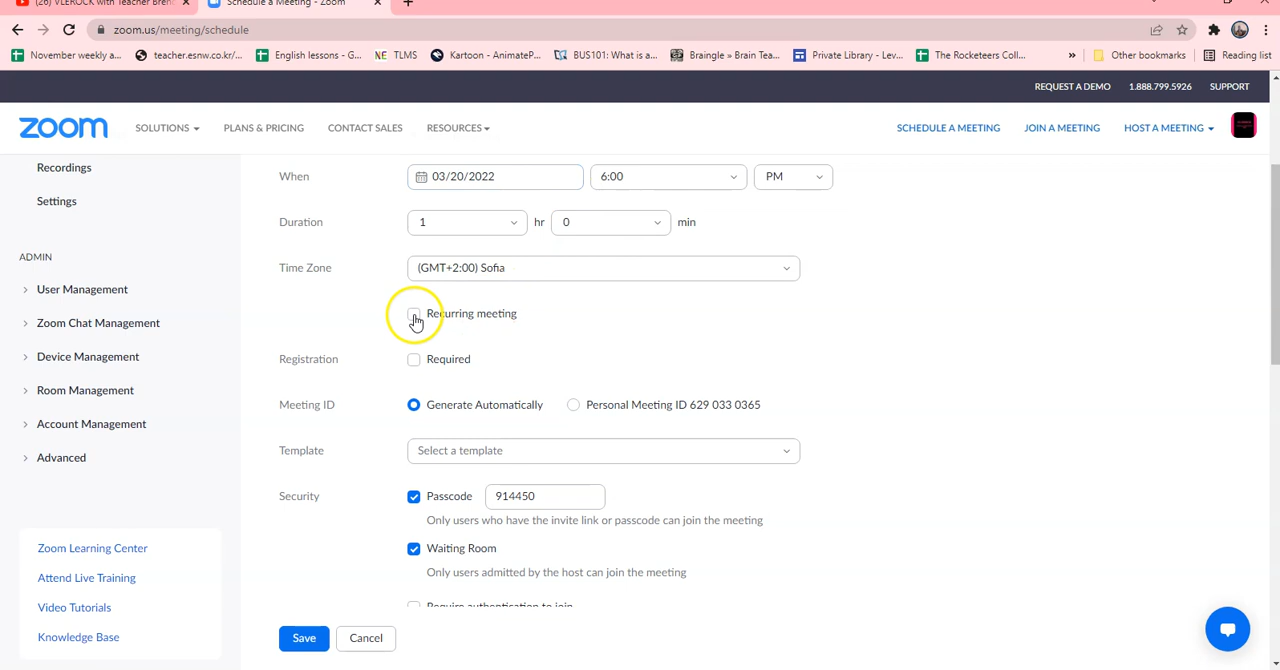 (26) VLEROCK with Teacher Bren
Schedule a Meeting - Zoom
zoom.us/meeting/schedule
November weekly a...
teacher.esnw.co.kr/...
English lessons - G...
NE TLMS
Kartoon - AnimateP...
BUS101: What is a...
Braingle » Brain Tea...
Private Library - Lev...
The Rocketeers Coll...
»
Other bookmarks
Reading list
REQUEST A DEMO 1.888.799.5926 SUPPORT
zoom SOLUTIONS PLANS & PRICING CONTACT SALES RESOURCES SCHEDULE A MEETING JOIN A MEETING HOST A MEETING
Recordings
Settings
ADMIN
User Management
Zoom Chat Management
Device Management
Room Management
Account Management
Advanced
Zoom Learning Center
Attend Live Training
Video Tutorials
Knowledge Base
When 03/20/2022 6:00 PM
Duration 1 hr 0 min
Time Zone (GMT+2:00) Sofia
Recurring meeting
Registration Required
Meeting ID Generate Automatically Personal Meeting ID 629 033 0365
Template Select a template
Security Passcode 914450
Only users who have the invite link or passcode can join the meeting
Waiting Room
Only users admitted by the host can join the meeting
Require authentication to join
Save Cancel